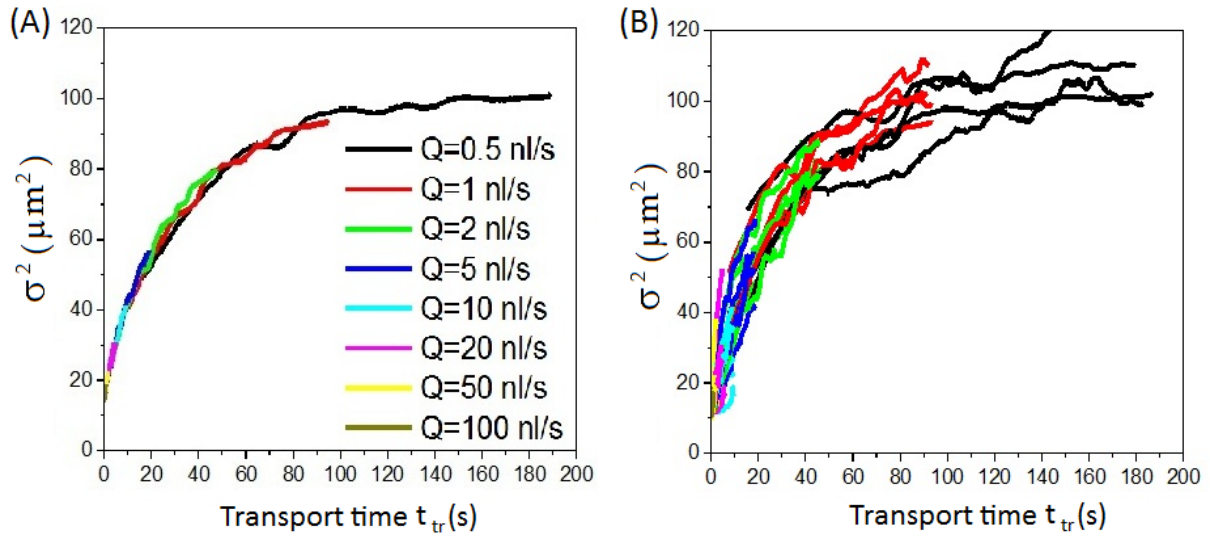 (A)
120
100
80
60
40
20
0
σ² (μm²)
Q=0.5 nl/s
Q=1 nl/s
Q=2 nl/s
Q=5 nl/s
Q=10 nl/s
Q=20 nl/s
Q=50 nl/s
Q=100 nl/s
0 20 40 60 80 100 120 140 160 180 200
Transport time t tr (s)
(B)
120
100
80
60
40
20
0
σ² (μm²)
0 20 40 60 80 100 120 140 160 180 200
Transport time t tr (s)